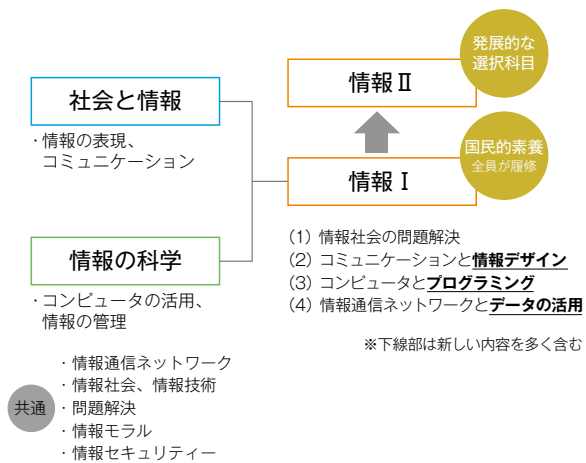 社会と情報
・情報の表現、
コミュニケーション
情報の科学
・コンピュータの活用、
情報の管理
共通
・情報通信ネットワーク
・情報社会、情報技術
・問題解決
・情報モラル
・情報セキュリティー
発展的な
選択科目
情報Ⅱ
国民的素養
全員が履修
情報Ⅰ
(1) 情報社会の問題解決
(2) コミュニケーションと情報デザイン
(3) コンピュータとプログラミング
(4) 情報通信ネットワークとデータの活用
※下線部は新しい内容を多く含む